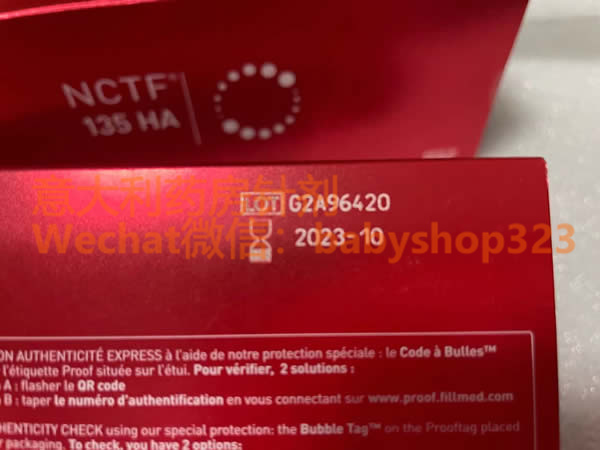 NCTF®
135 HA
意大利药房针剂
LOT G2A96420
Wechat微信：babyshop323
2023-10
ON AUTHENTICITÉ EXPRESS à l'aide de notre protection spéciale : le Code à Bulles™
l'étiquette Proof située sur l'étui. Pour vérifier, 2 solutions :
A : flasher le QR code
B : taper le numéro d'authentification en vous connectant sur www.proof.fillmed.com
HENTICITY CHECK using our special protection: the Bubble Tag™ on the Prooftag placed
packaging. To check, you have 2 options: